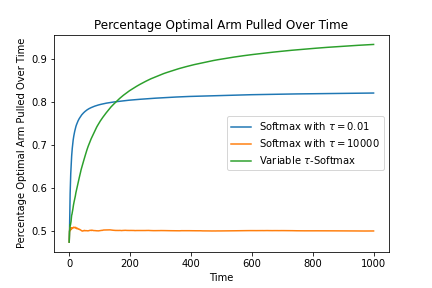 Percentage Optimal Arm Pulled Over Time
Percentage Optimal Arm Pulled Over Time
0.9
0.8
0.7
0.6
0.5
Softmax with τ = 0.01
Softmax with τ = 10000
Variable τ-Softmax
0 200 400 600 800 1000
Time